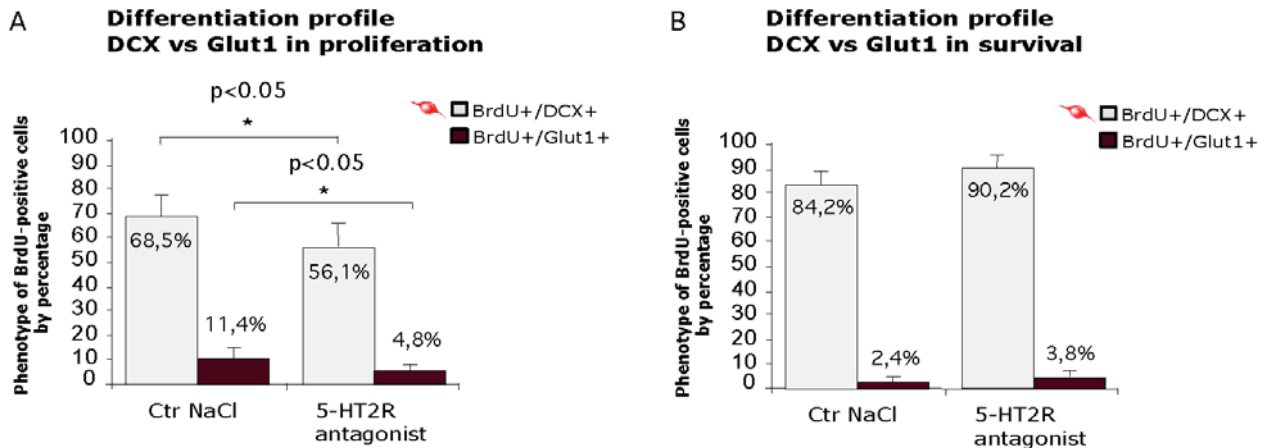 A
Differentiation profile
DCX vs Glut1 in proliferation
p<0.05
*
p<0.05
*
BrdU+/DCX+
BrdU+/Glut1+
Phenotype of BrdU-positive cells
by percentage
100
90
80
70
60
50
40
30
20
10
0
68,5%
11,4%
56,1%
4,8%
Ctr NaCl
5-HT2R
antagonist
B
Differentiation profile
DCX vs Glut1 in survival
BrdU+/DCX+
BrdU+/Glut1+
Phenotype of BrdU-positive cells
by percentage
100
90
80
70
60
50
40
30
20
10
0
84,2%
2,4%
90,2%
3,8%
Ctr NaCl
5-HT2R
antagonist